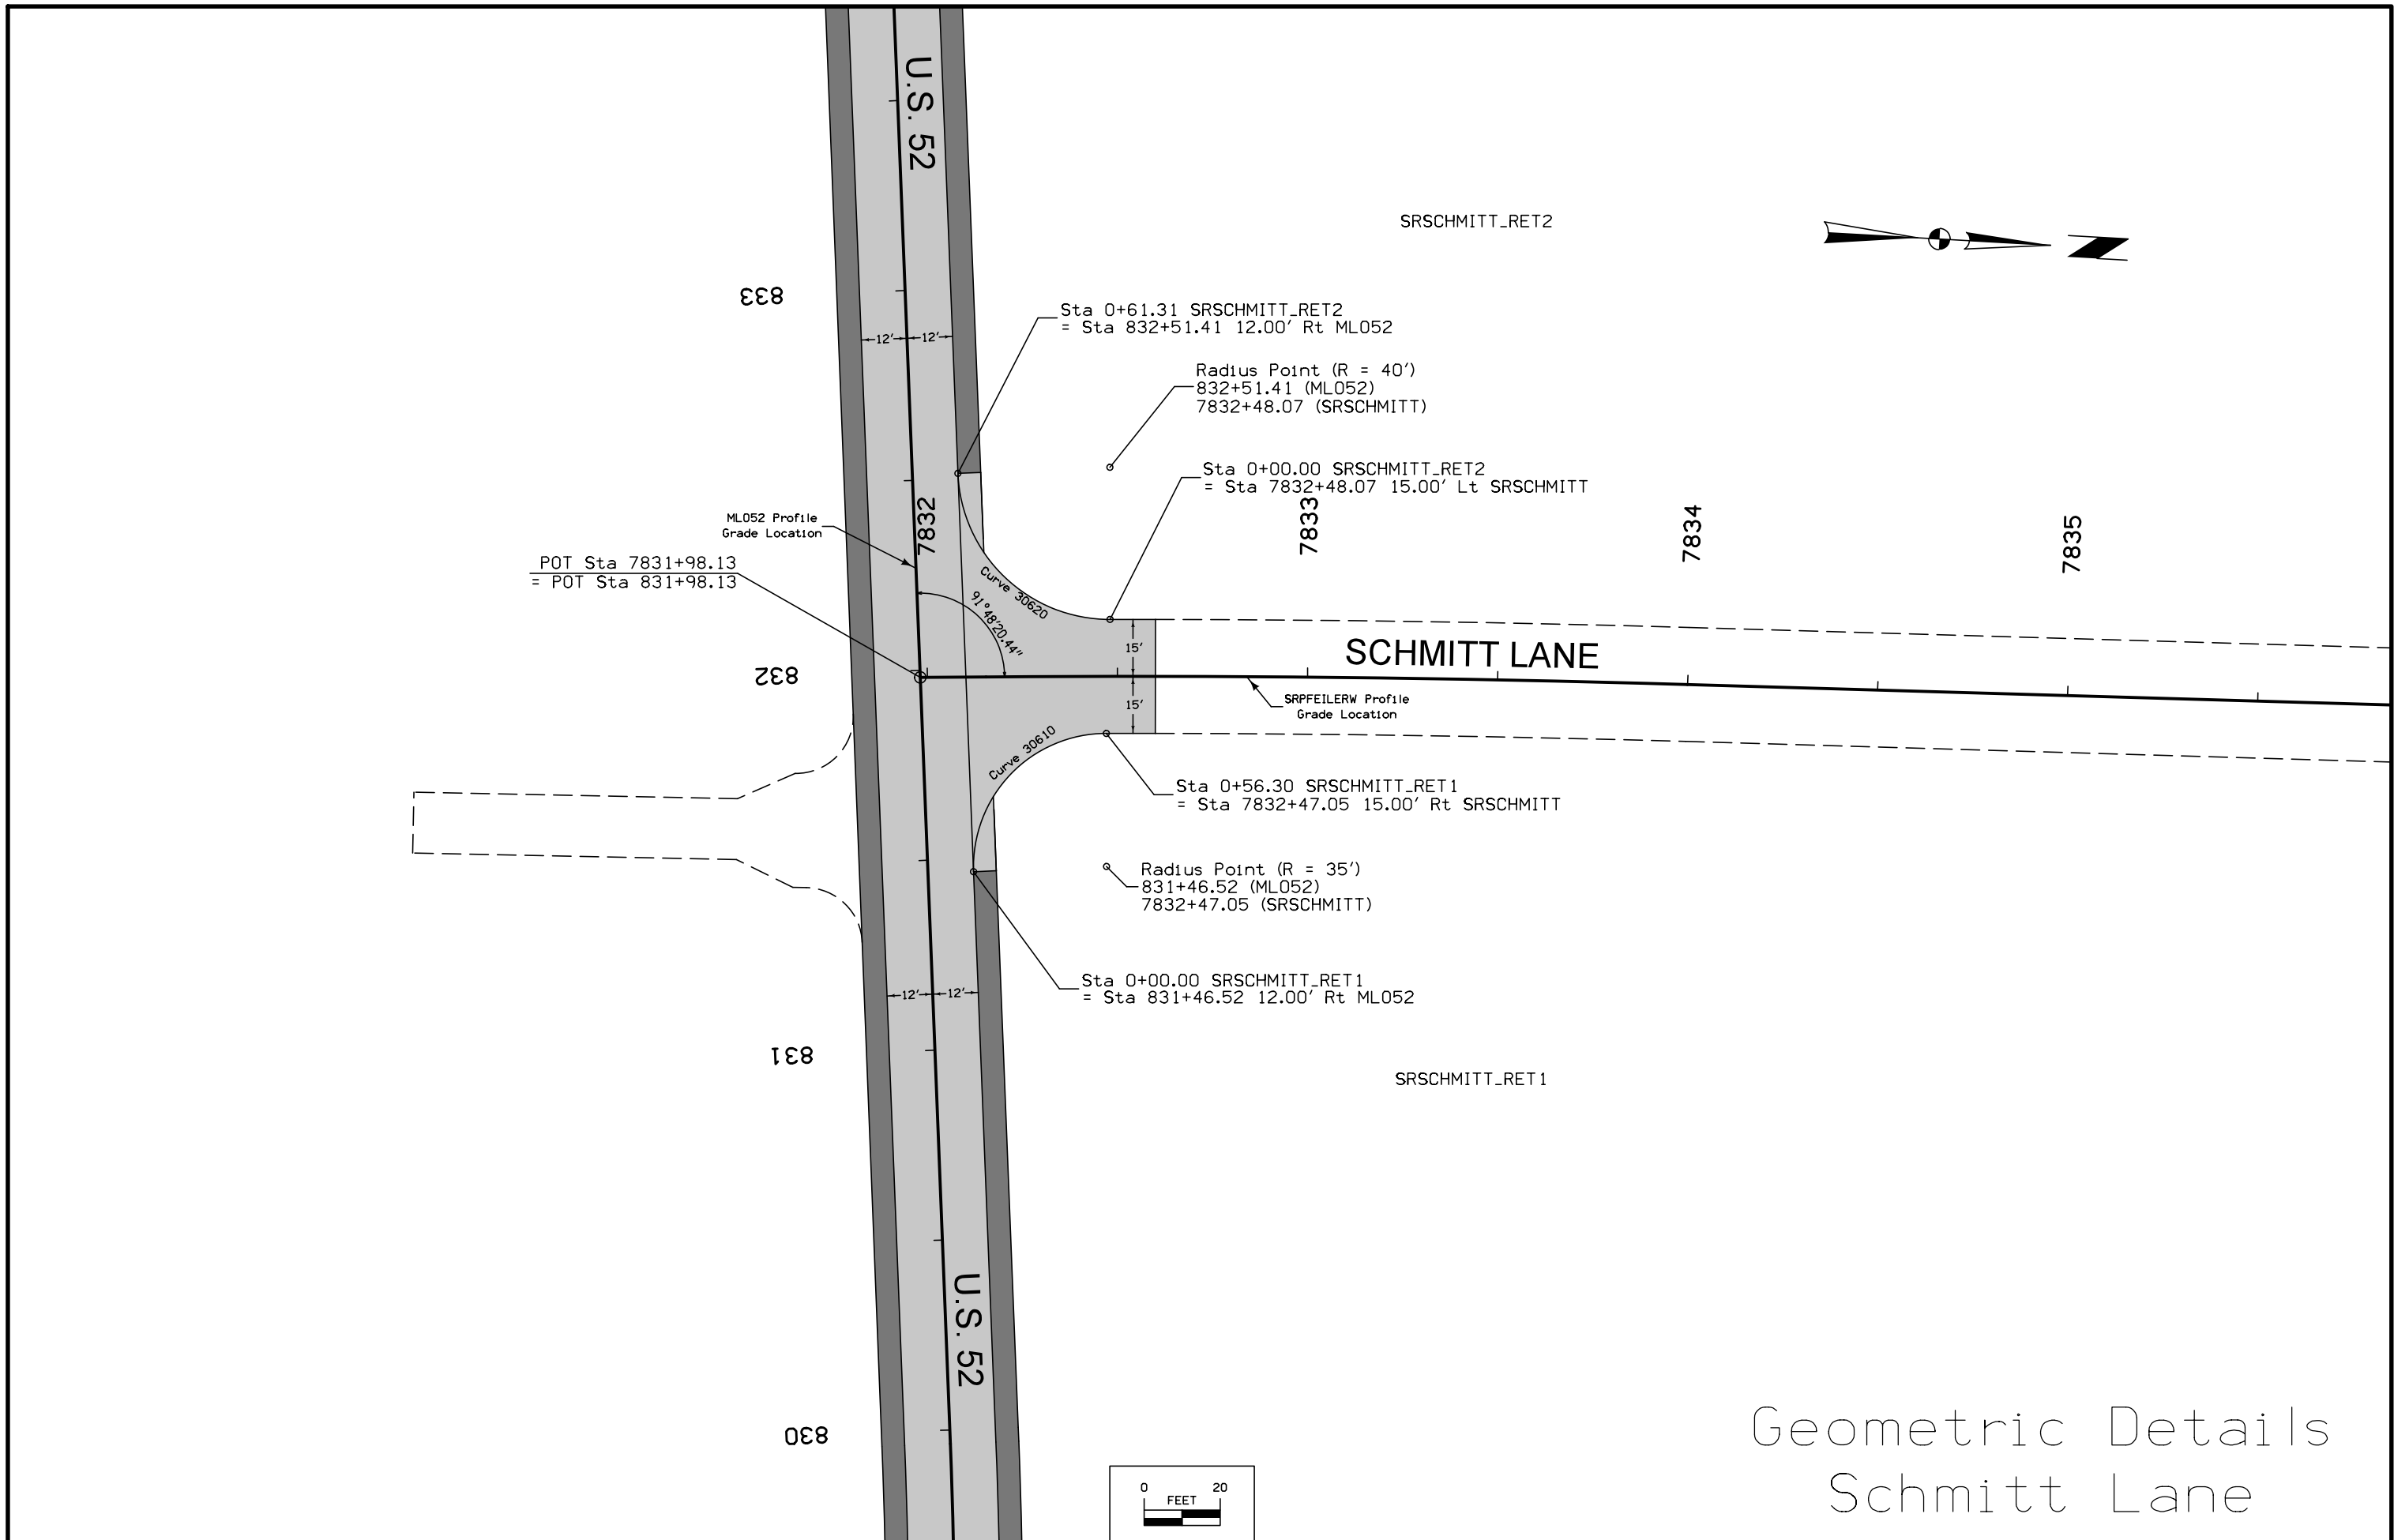 U.S. 52
SRSCHMITT_RET2
833
Sta 0+61.31 SRSCHMITT_RET2
= Sta 832+51.41 12.00' Rt ML052
12'
12'
Radius Point (R = 40')
832+51.41 (ML052)
7832+48.07 (SRSCHMITT)
Sta 0+00.00 SRSCHMITT_RET2
= Sta 7832+48.07 15.00' Lt SRSCHMITT
ML052 Profile
Grade Location
7832
7833
7834
7835
POT Sta 7831+98.13
= POT Sta 831+98.13
Curve 30620
91°48'20.44"
15'
SCHMITT LANE
832
15'
SRPFEILERW Profile
Grade Location
Curve 30610
Sta 0+56.30 SRSCHMITT_RET1
= Sta 7832+47.05 15.00' Rt SRSCHMITT
Radius Point (R = 35')
831+46.52 (ML052)
7832+47.05 (SRSCHMITT)
Sta 0+00.00 SRSCHMITT_RET1
= Sta 831+46.52 12.00' Rt ML052
12'
12'
831
SRSCHMITT_RET1
U.S. 52
830
Geometric Details
Schmitt Lane
0 20
FEET
N